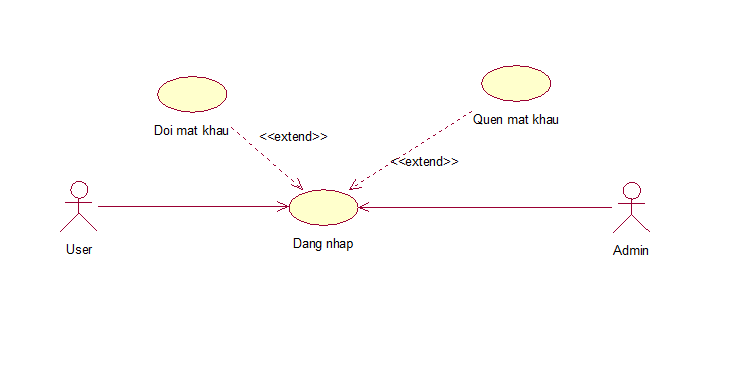 Quen mat khau
Doi mat khau
<<extend>>
<<extend>>
User
Dang nhap
Admin